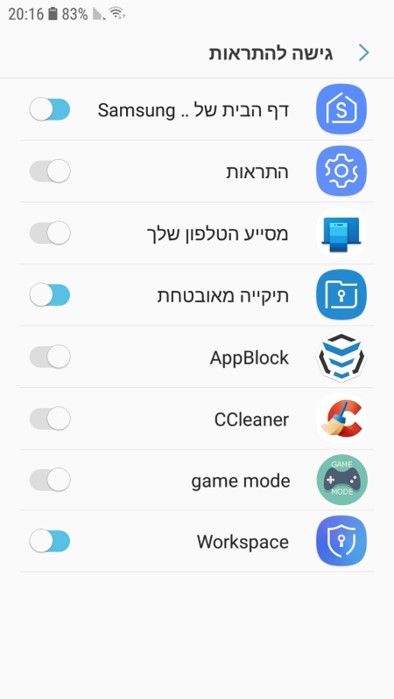 20:16 83%
גישה להתראות
דף הבית של .. Samsung
התראות
מסייע הטלפון שלך
תיקייה מאובטחת
AppBlock
CCleaner
GAME
MODE
game mode
Workspace